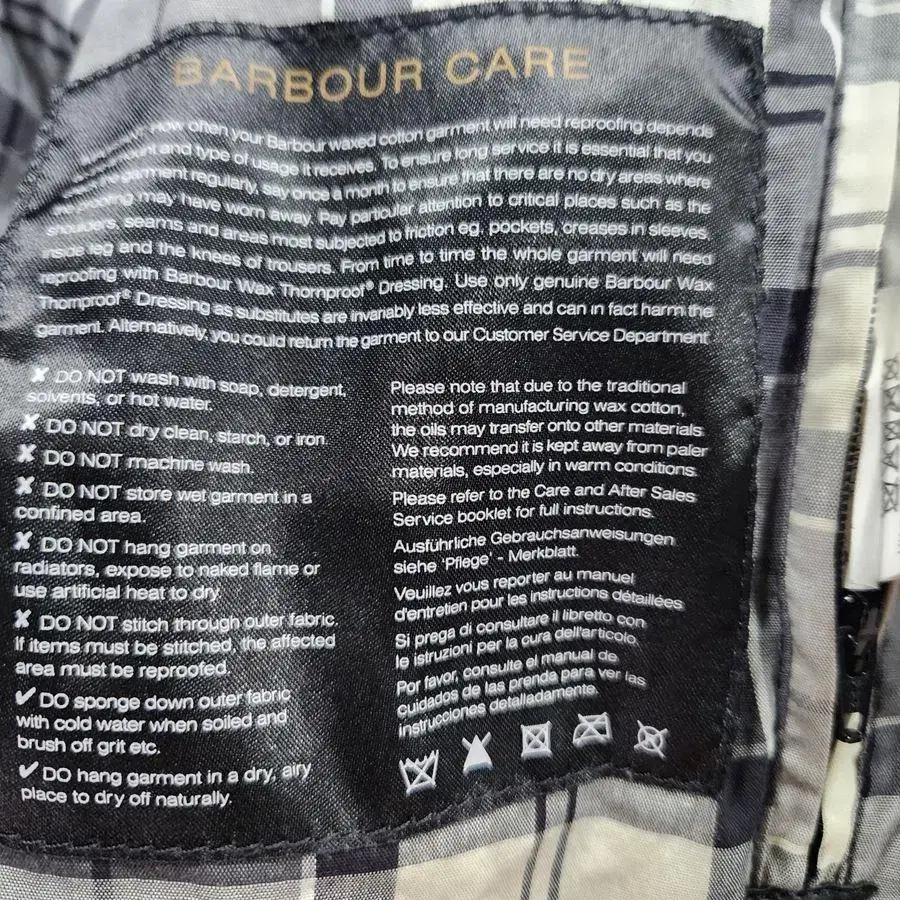 BARBOUR CARE
How often your Barbour waxed cotton garment will need reproofing depends
and type of usage it receives. To ensure long service it is essential that you
garment regularly, say once a month to ensure that there are no dry areas where
may have worn away. Pay particular attention to critical places such as the
shoulders, seams and areas most subjected to friction eg. pockets, creases in sleeves
inside leg and the knees of trousers. From time to time the whole garment will need
reproofing with Barbour Wax Thornproof® Dressing. Use only genuine Barbour Wax
Thornproof® Dressing as substitutes are invariably less effective and can in fact harm the
garment. Alternatively, you could return the garment to our Customer Service Department
✘ DO NOT wash with soap, detergent,
solvents, or hot water.
✘ DO NOT dry clean, starch, or iron.
✘ DO NOT machine wash.
✘ DO NOT store wet garment in a
confined area.
✘ DO NOT hang garment on
radiators, expose to naked flame or
use artificial heat to dry
✘ DO NOT stitch through outer fabric.
If items must be stitched, the affected
area must be reproofed.
✔ DO sponge down outer fabric
with cold water when soiled and
brush off grit etc.
✔ DO hang garment in a dry, airy
place to dry off naturally.
Please note that due to the traditional
method of manufacturing wax cotton,
the oils may transfer onto other materials
We recommend it is kept away from paler
materials, especially in warm conditions.
Please refer to the Care and After Sales
Service booklet for full instructions.
Ausführliche Gebrauchsanweisungen
siehe 'Pflege' - Merkblatt.
Veuillez vous reporter au manuel
d'entretien pour les instructions détaillées
Si prega di consultare il libretto con
le istruzioni per la cura dell'articolo.
Por favor, consulte el manual de
cuidados de las prenda para ver las
instrucciones detalladamente.